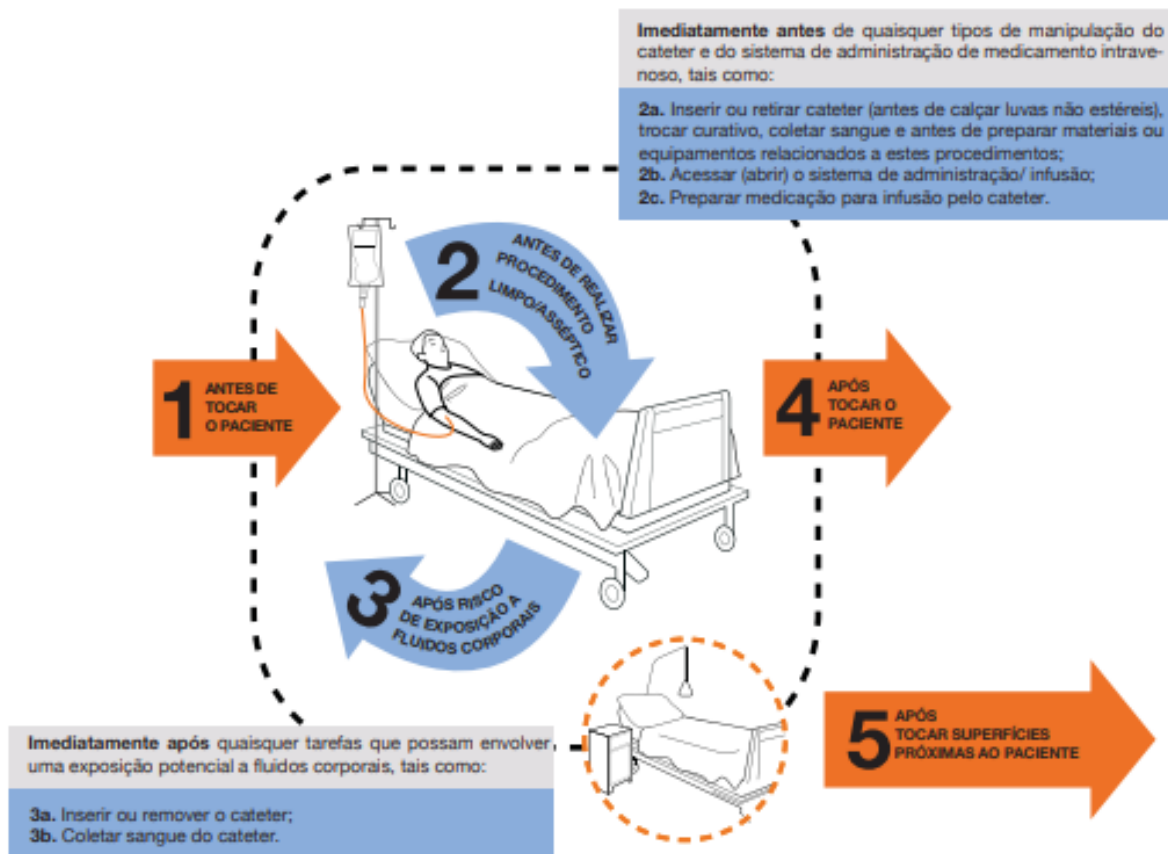 Imediatamente antes de quaisquer tipos de manipulação do
cateter e do sistema de administração de medicamento intrave-
noso, tais como:
2a. Inserir ou retirar cateter (antes de calçar luvas não estéreis),
trocar curativo, coletar sangue e antes de preparar materiais ou
equipamentos relacionados a estes procedimentos;
2b. Acessar (abrir) o sistema de administração/ infusão;
2c. Preparar medicação para infusão pelo cateter.
2
ANTES DE REALIZAR
PROCEDIMENTO
LIMPO/ASSÉPTICO
1
ANTES DE
TOCAR
O PACIENTE
4
APÓS
TOCAR O
PACIENTE
3
APÓS RISCO
DE EXPOSIÇÃO A
FLUIDOS CORPORAIS
5
APÓS
TOCAR SUPERFÍCIES
PRÓXIMAS AO PACIENTE
Imediatamente após quaisquer tarefas que possam envolver
uma exposição potencial a fluidos corporais, tais como:
3a. Inserir ou remover o cateter;
3b. Coletar sangue do cateter.